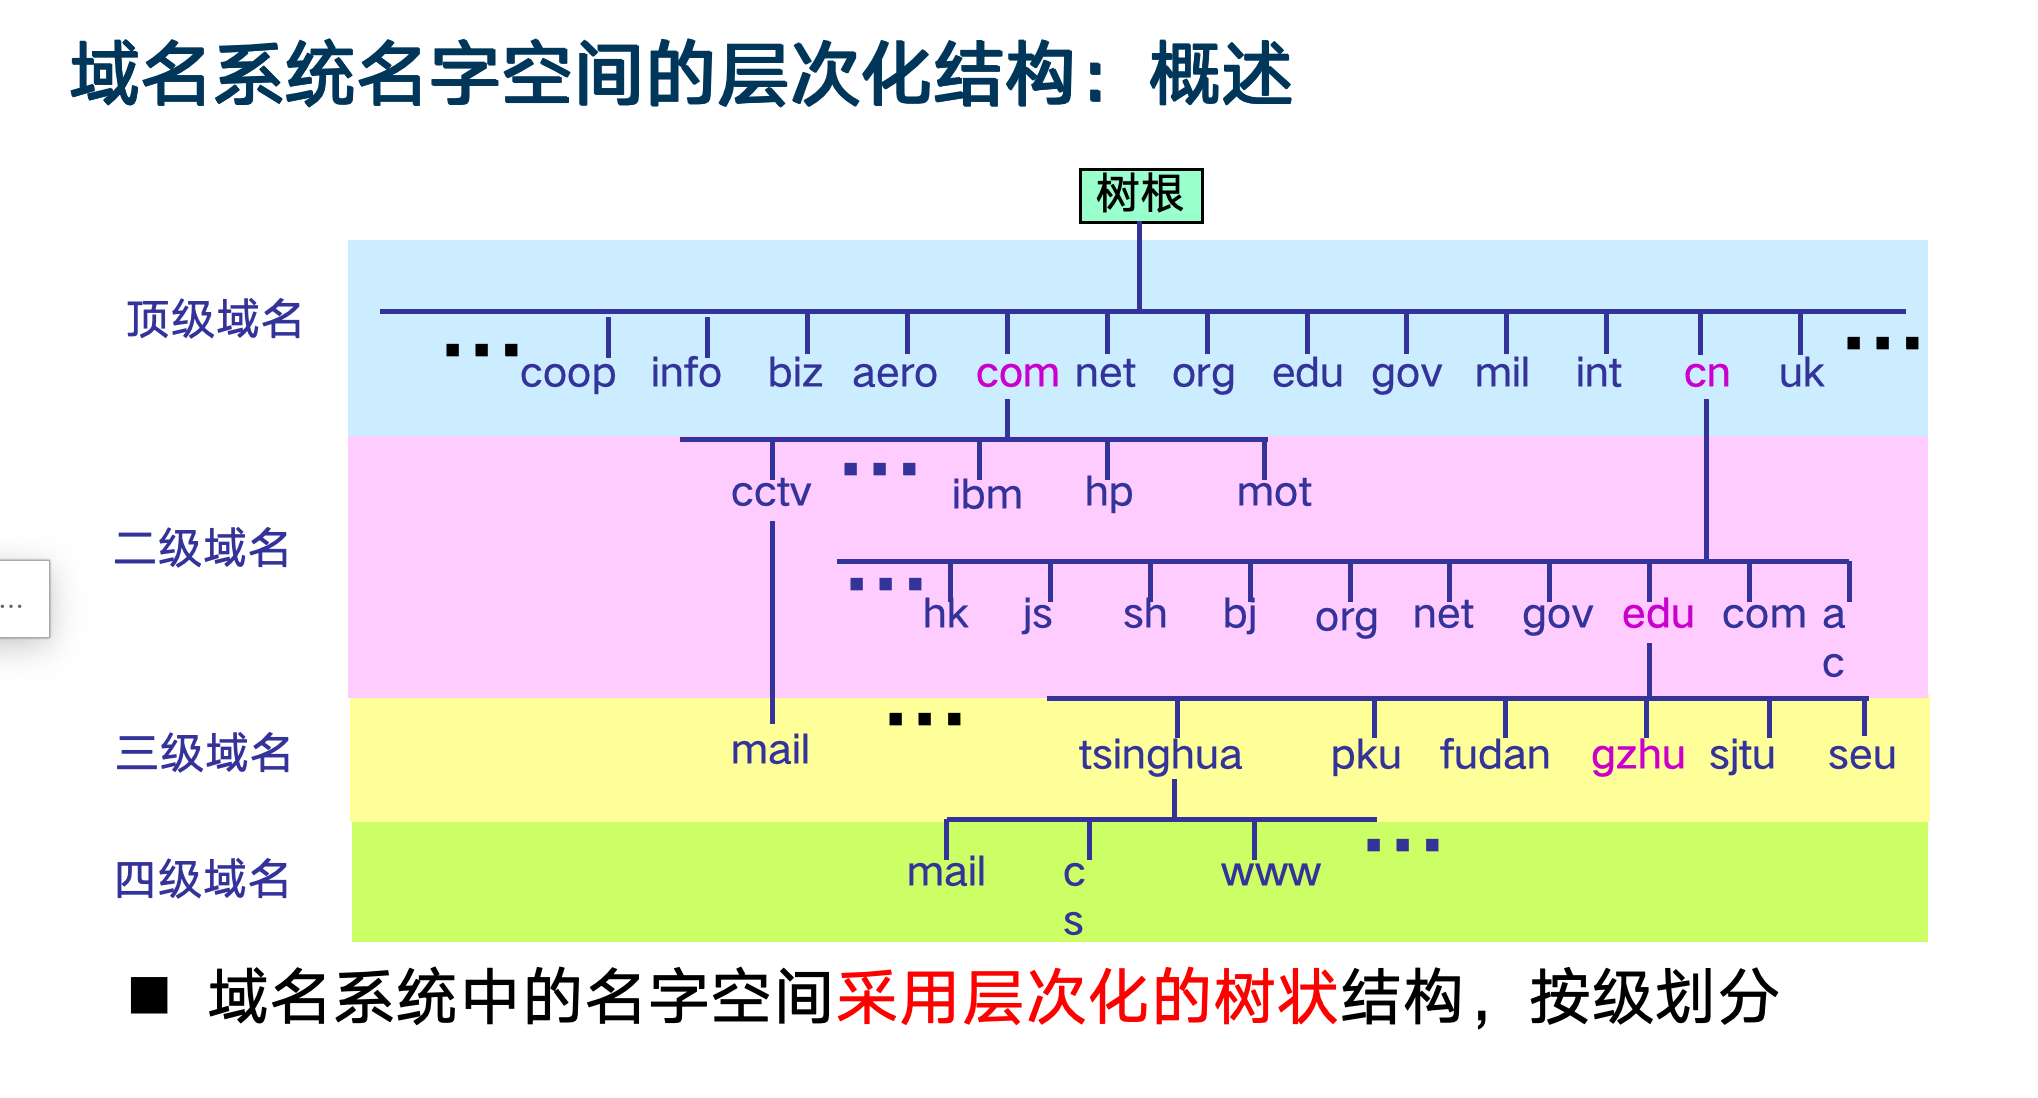 域名系统名字空间的层次化结构：概述
树根
顶级域名
... coop info biz aero com net org edu gov mil int cn uk ...
cctv ... ibm hp mot
二级域名
... hk js sh bj org net gov edu com a
c
...
三级域名
mail ... tsinghua pku fudan gzhu sjtu seu
四级域名
mail c www ...
s
■ 域名系统中的名字空间采用层次化的树状结构，按级划分